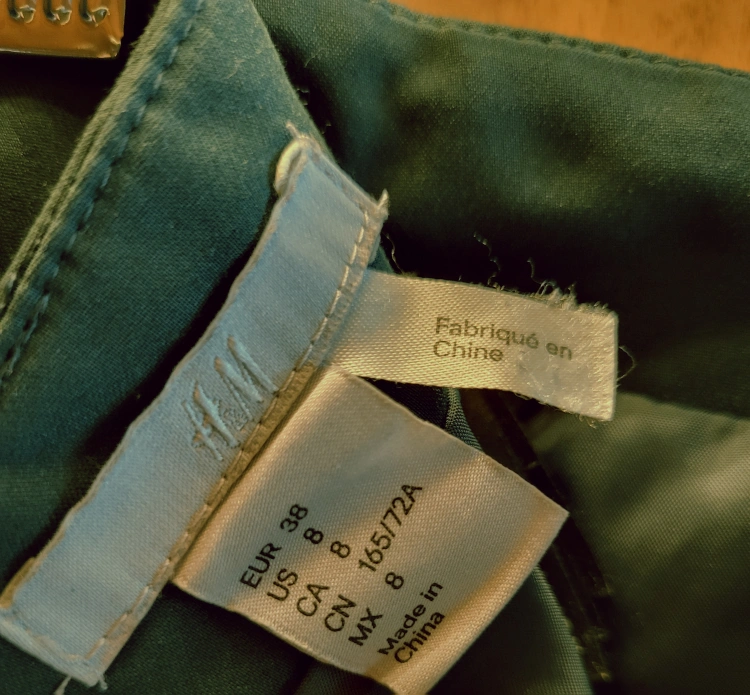 H&M
Fabriqué en
Chine
EUR 38
US 8
CA 8
CN 165/72A
MX 8
Made in
China